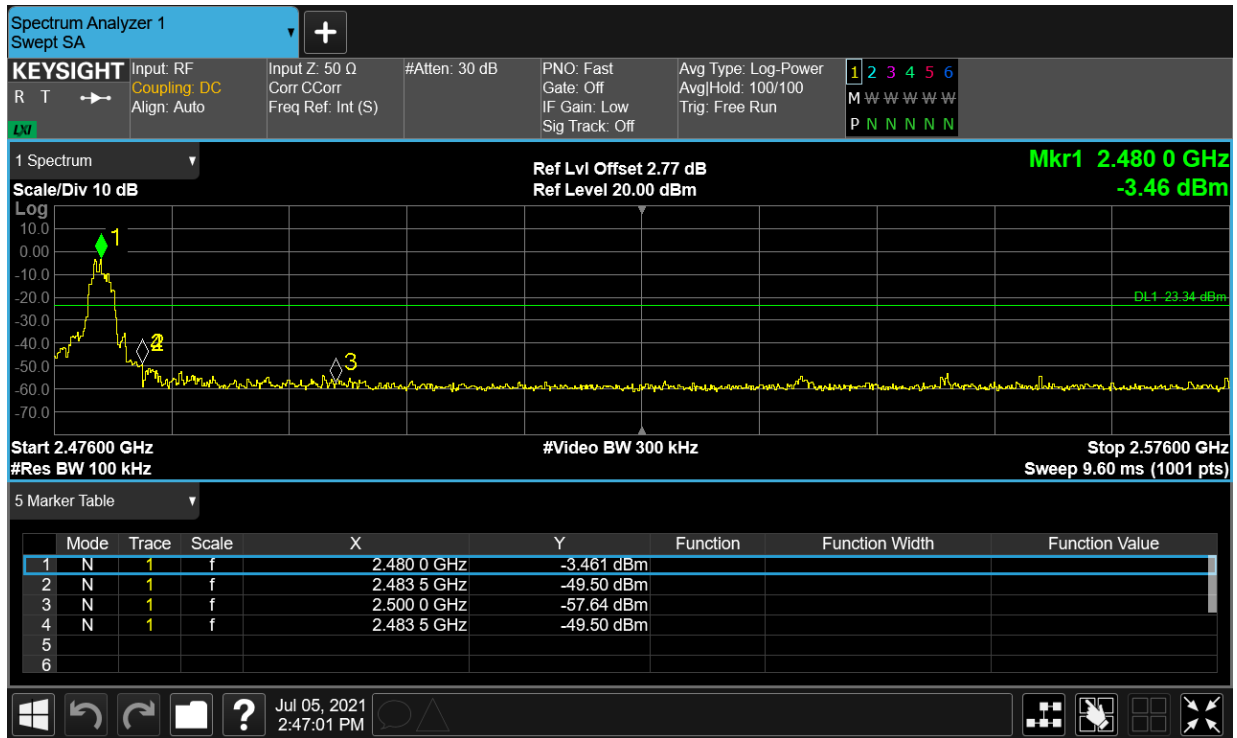 Spectrum Analyzer 1
Swept SA
KEYSIGHT
R T
LXI
Input: RF
Coupling: DC
Align: Auto
Input Z: 50 Ω
Corr CCorr
Freq Ref: Int (S)
#Atten: 30 dB
PNO: Fast
Gate: Off
IF Gain: Low
Sig Track: Off
Avg Type: Log-Power
Avg|Hold: 100/100
Trig: Free Run
1 2 3 4 5 6
M W W W W W
P N N N N N
1 Spectrum
Scale/Div 10 dB
Ref Lvl Offset 2.77 dB
Ref Level 20.00 dBm
Mkr1 2.480 0 GHz
-3.46 dBm
Log
10.0
0.00
-10.0
-20.0
-30.0
-40.0
-50.0
-60.0
-70.0
1
2
3
DL1 -23.34 dBm
Start 2.47600 GHz
#Res BW 100 kHz
#Video BW 300 kHz
Stop 2.57600 GHz
Sweep 9.60 ms (1001 pts)
5 Marker Table
Mode Trace Scale X Y Function Function Width Function Value
1 N 1 f 2.480 0 GHz -3.461 dBm
2 N 1 f 2.483 5 GHz -49.50 dBm
3 N 1 f 2.500 0 GHz -57.64 dBm
4 N 1 f 2.483 5 GHz -49.50 dBm
5
6
?
Jul 05, 2021
2:47:01 PM